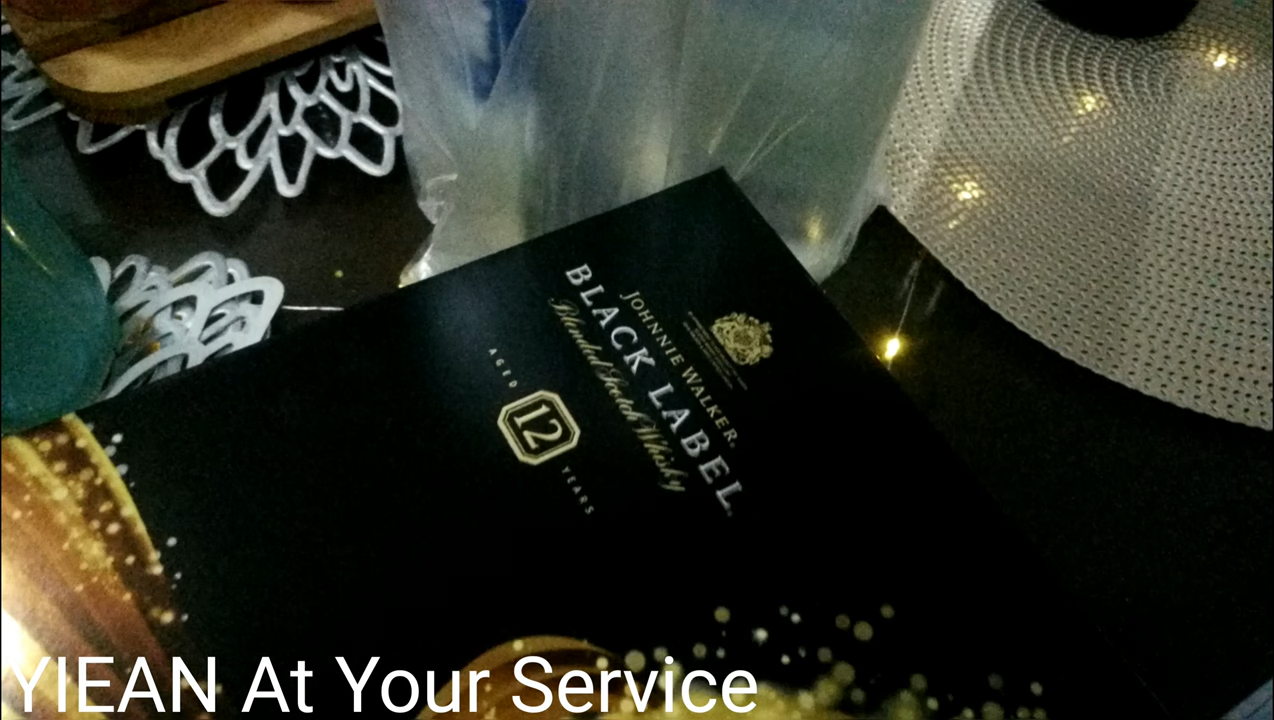 JOHNNIE WALKER.
BLACK LABEL.
Blended Scotch Whisky
AGED
12
YEARS
YIEAN At Your Service